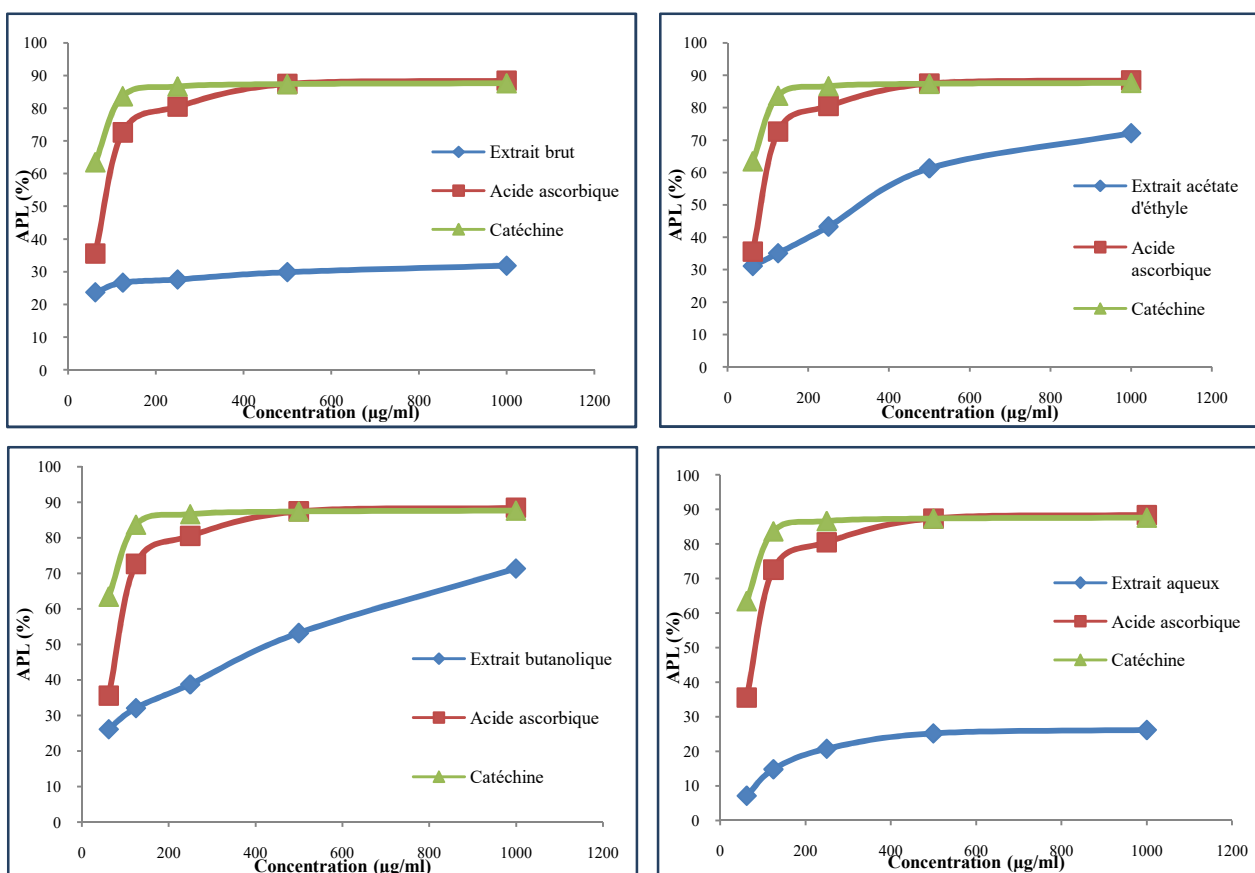 100
90
80
70
60
50
40
30
20
10
0
APL (%)
0 200 400 600 800 1000 1200
Concentration (µg/ml)
Extrait brut
Acide ascorbique
Catéchine
100
90
80
70
60
50
40
30
20
10
0
APL (%)
0 200 400 600 800 1000 1200
Concentration (µg/ml)
Extrait acétate
d'éthyle
Acide
ascorbique
Catéchine
100
90
80
70
60
50
40
30
20
10
0
APL (%)
0 200 400 600 800 1000 1200
Concentration (µg/ml)
Extrait butanolique
Acide ascorbique
Catéchine
100
90
80
70
60
50
40
30
20
10
0
APL (%)
0 200 400 600 800 1000 1200
Concentration (µg/ml)
Extrait aqueux
Acide ascorbique
Catéchine